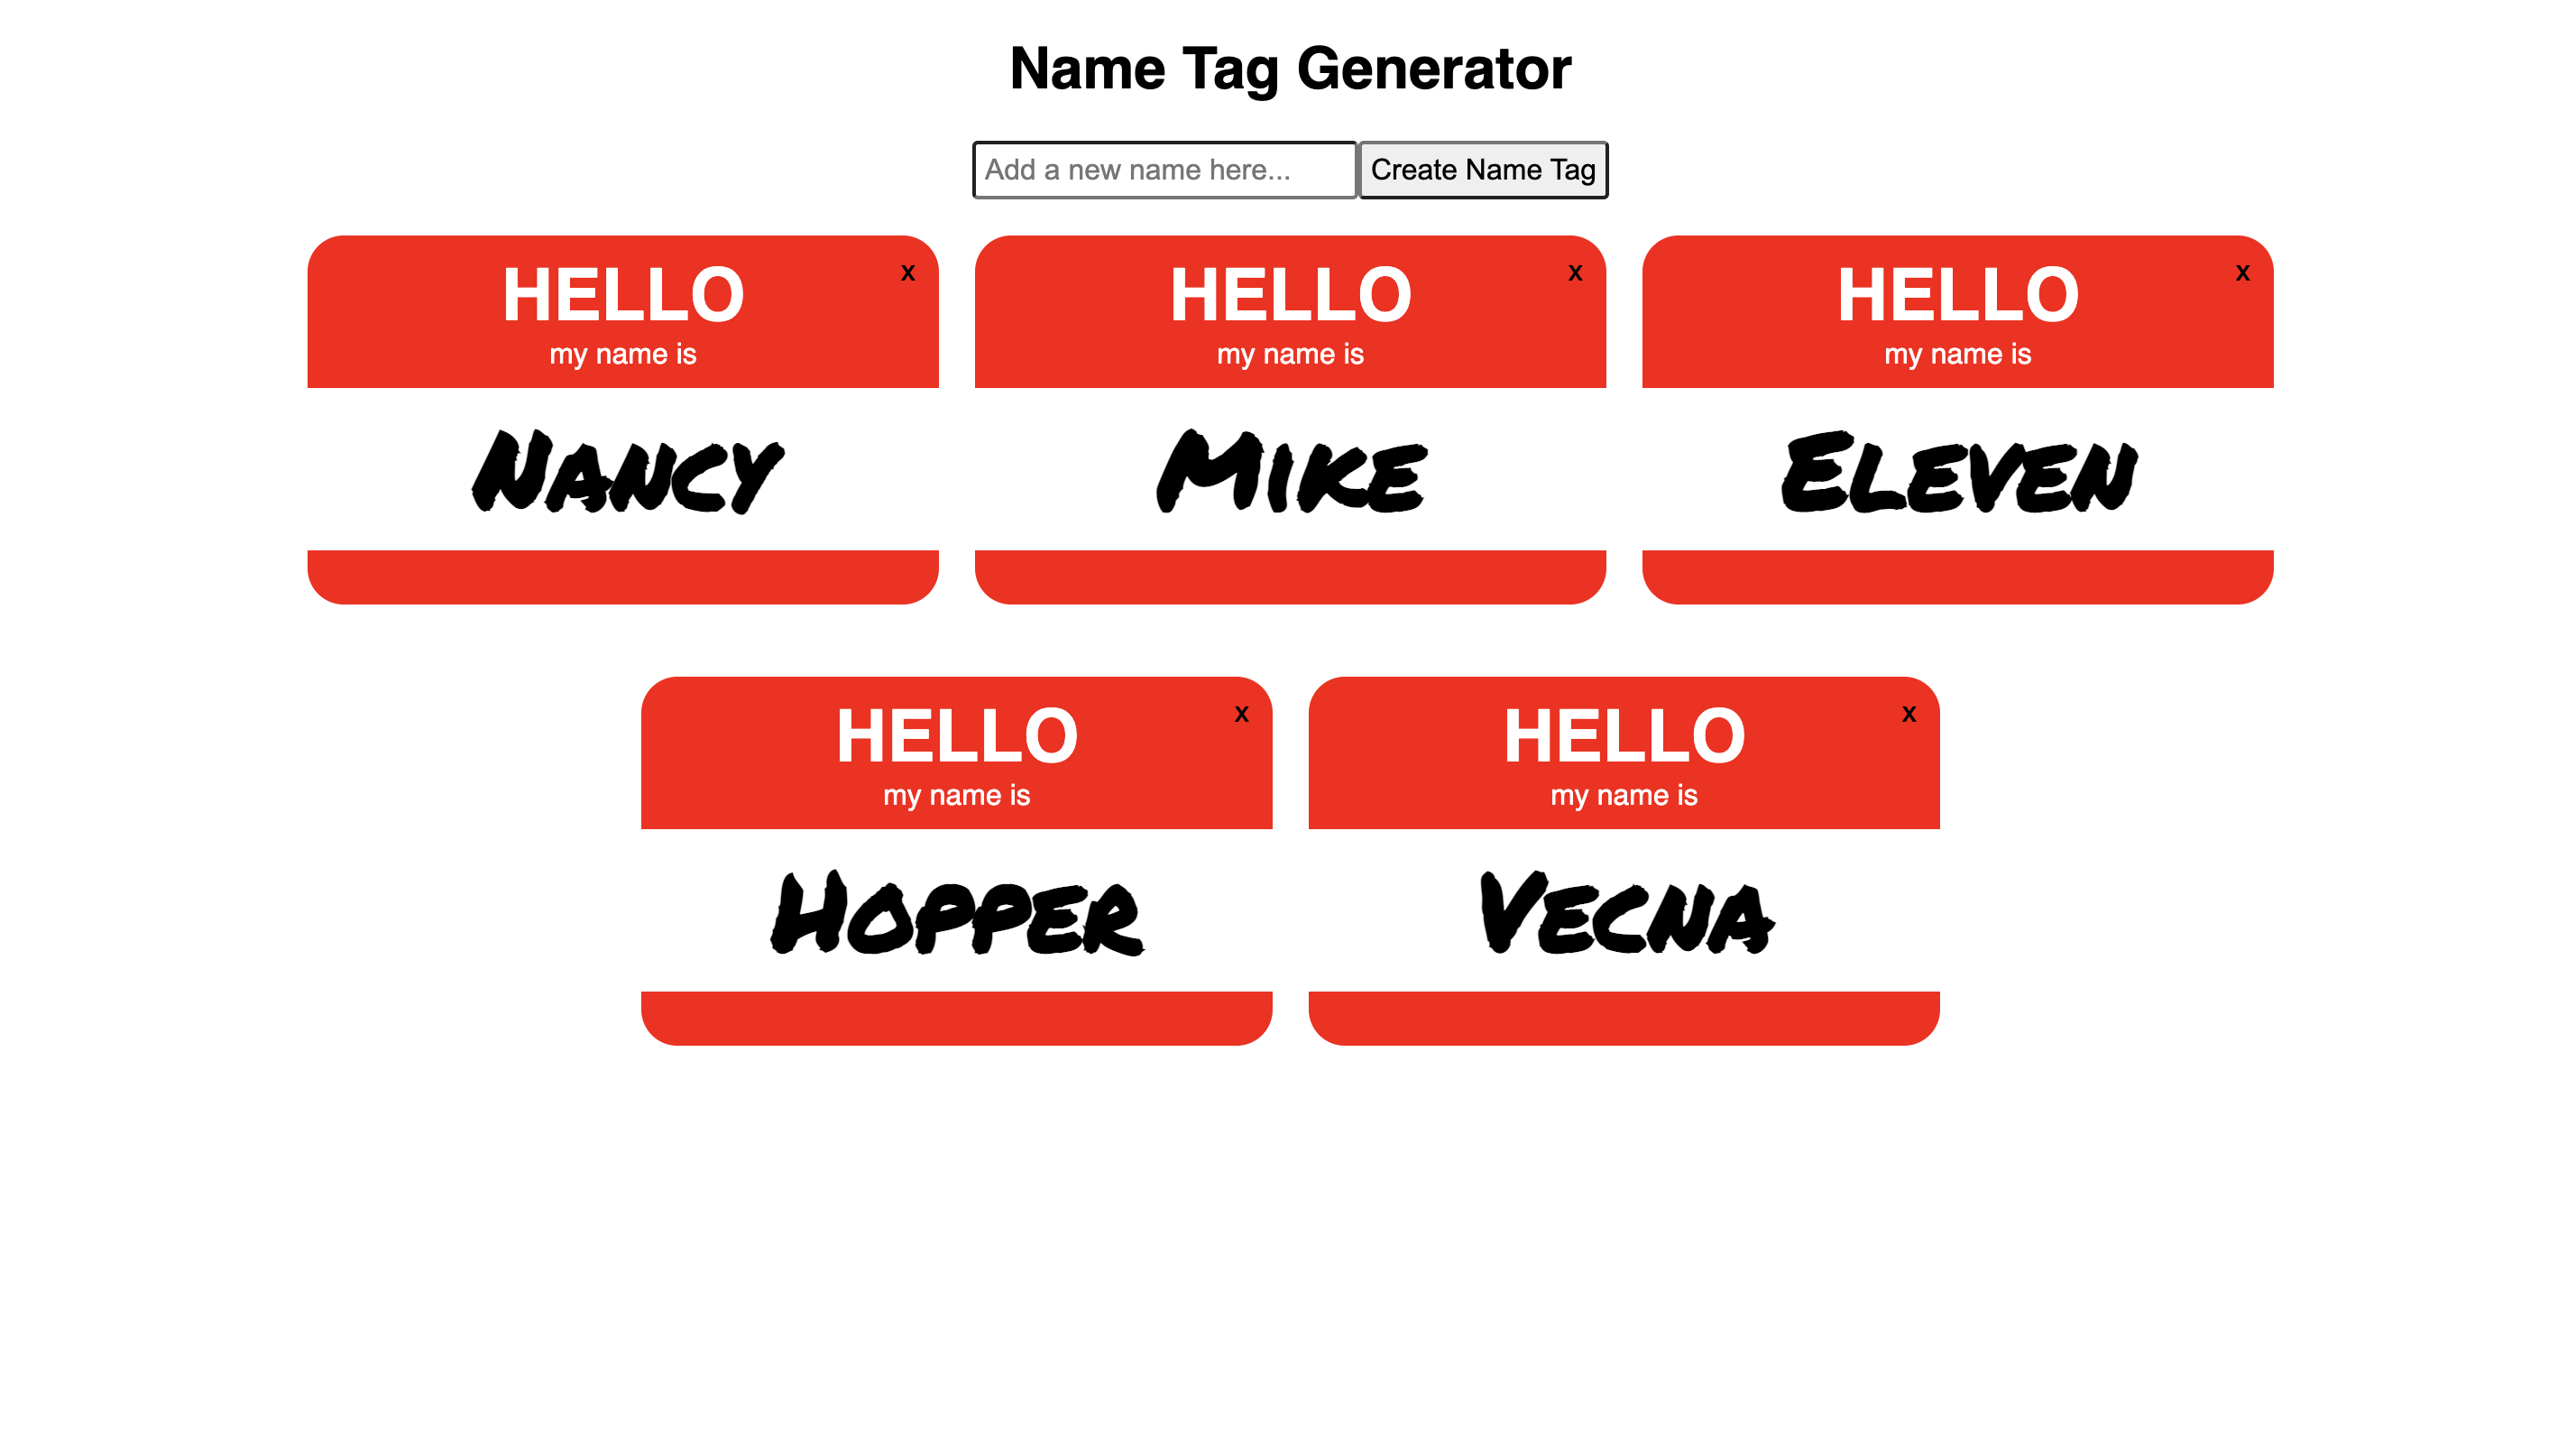 Name Tag Generator
Add a new name here... Create Name Tag
x x x
HELLO HELLO HELLO
my name is my name is my name is
Nancy Mike Eleven
x x
HELLO HELLO
my name is my name is
Hopper Vecna